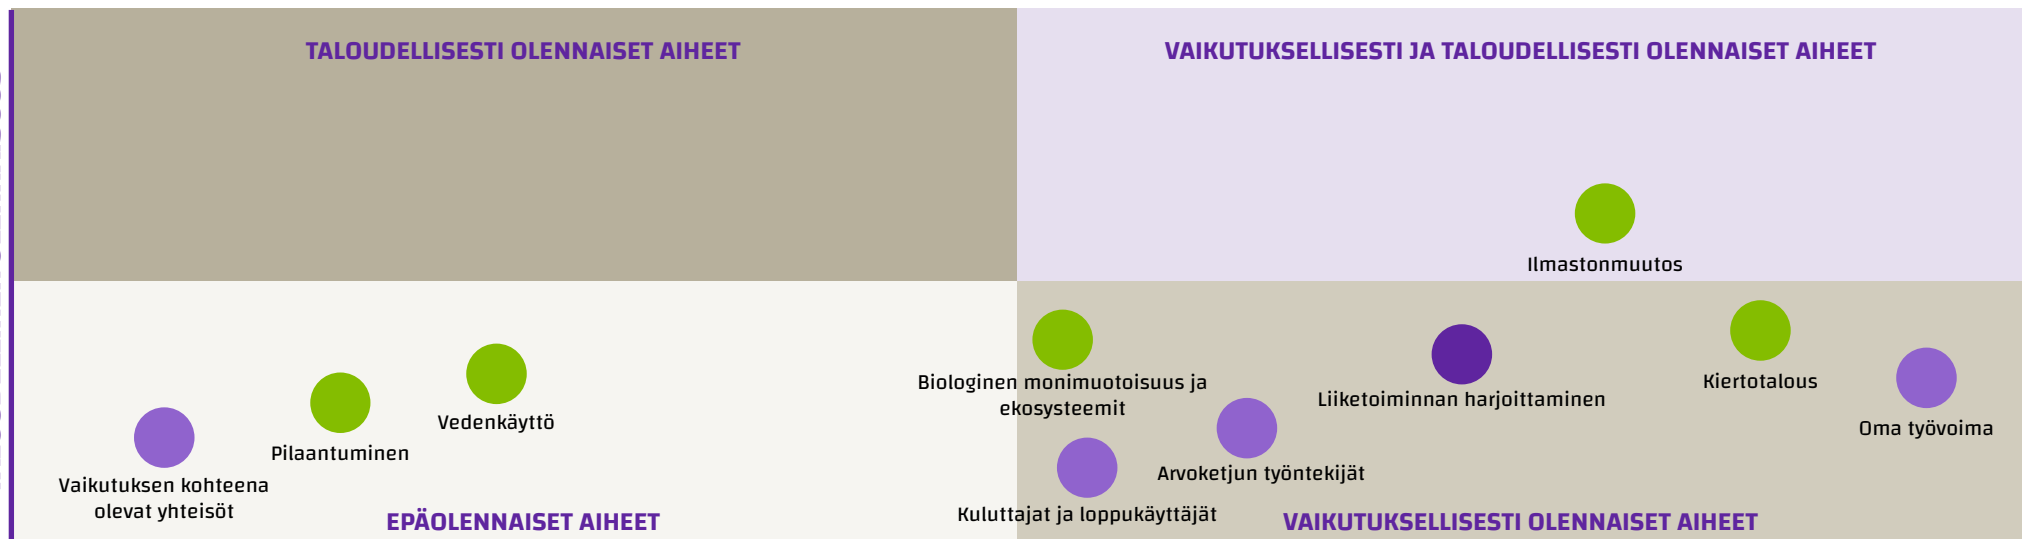 TALOUDELLISESTI OLENNAISET AIHEET
VAIKUTUKSELLISESTI JA TALOUDELLISESTI OLENNAISET AIHEET
Ilmastonmuutos
Biologinen monimuotoisuus ja
ekosysteemit
Liiketoiminnan harjoittaminen
Kiertotalous
Oma työvoima
Vedenkäyttö
Pilaantuminen
Vaikutuksen kohteena
olevat yhteisöt
Arvoketjun työntekijät
Kuluttajat ja loppukäyttäjät
EPÄOLENNAISET AIHEET
VAIKUTUKSELLISESTI OLENNAISET AIHEET